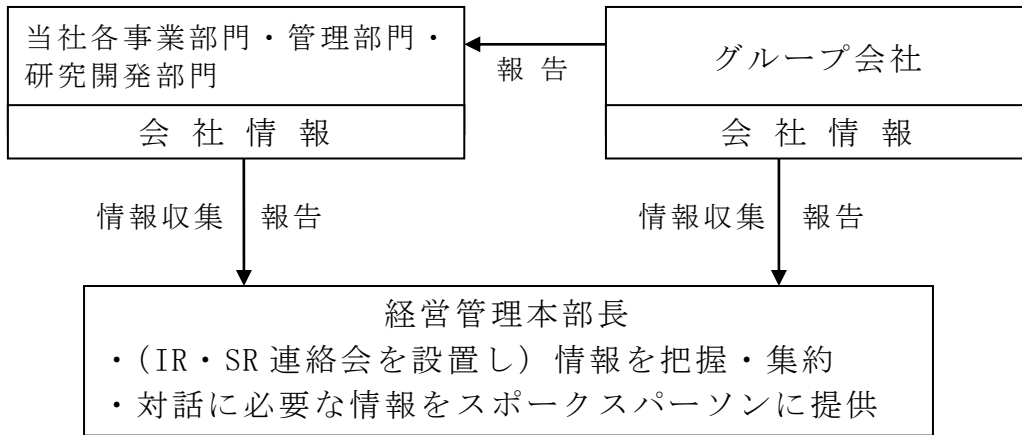 当社各事業部門・管理部門・
研究開発部門
報 告
グループ会社
会 社 情 報
会 社 情 報
情報収集
報告
情報収集
報告
経営管理本部長
・(IR・SR 連絡会を設置し) 情報を把握・集約
・対話に必要な情報をスポークスパーソンに提供